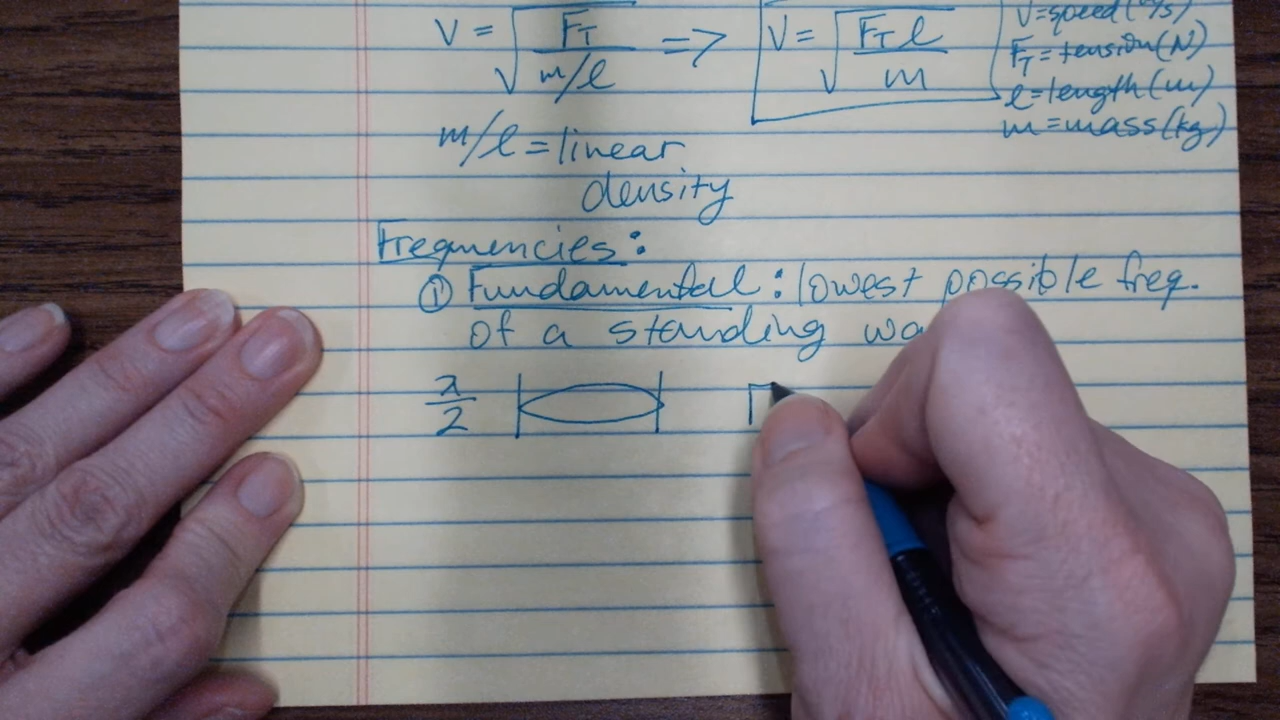 V = √(F_T / (m/ℓ)) => V = √(F_T ℓ / m)
V=speed(m/s)
F_T=tension(N)
ℓ=length(m)
m=mass(kg)
m/ℓ = linear
density
Frequencies:
① Fundamental: lowest possible freq.
of a standing
λ/2